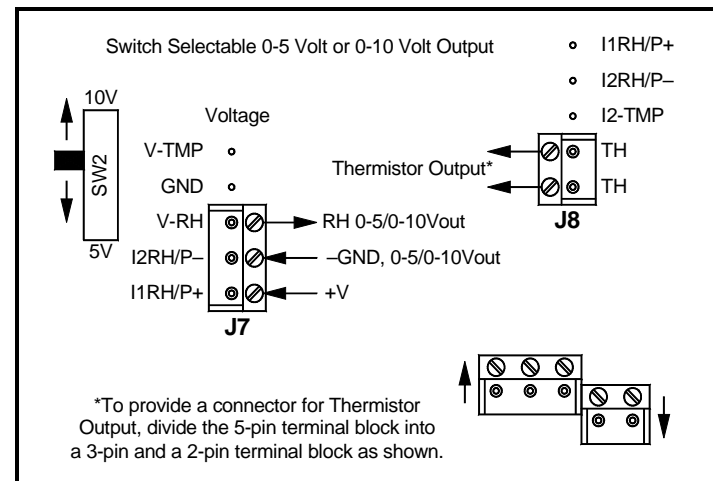 Switch Selectable 0-5 Volt or 0-10 Volt Output
I1RH/P+
I2RH/P–
I2-TMP
TH
TH
J8
Thermistor Output*
10V
SW2
5V
Voltage
V-TMP
GND
V-RH
RH 0-5/0-10Vout
I2RH/P–
–GND, 0-5/0-10Vout
I1RH/P+
+V
J7
*To provide a connector for Thermistor
Output, divide the 5-pin terminal block into
a 3-pin and a 2-pin terminal block as shown.